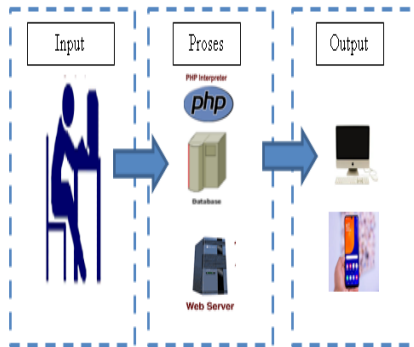 Input
Proses
Output
PHP Interpreter
php
Database
Web Server